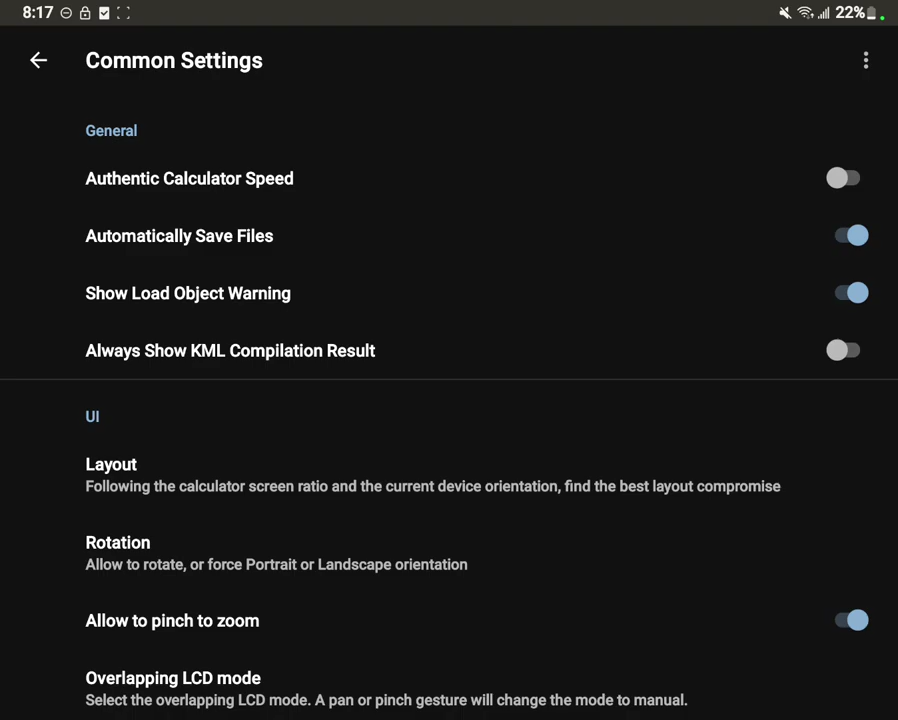 8:17
22%
Common Settings
General
Authentic Calculator Speed
Automatically Save Files
Show Load Object Warning
Always Show KML Compilation Result
UI
Layout
Following the calculator screen ratio and the current device orientation, find the best layout compromise
Rotation
Allow to rotate, or force Portrait or Landscape orientation
Allow to pinch to zoom
Overlapping LCD mode
Select the overlapping LCD mode. A pan or pinch gesture will change the mode to manual.